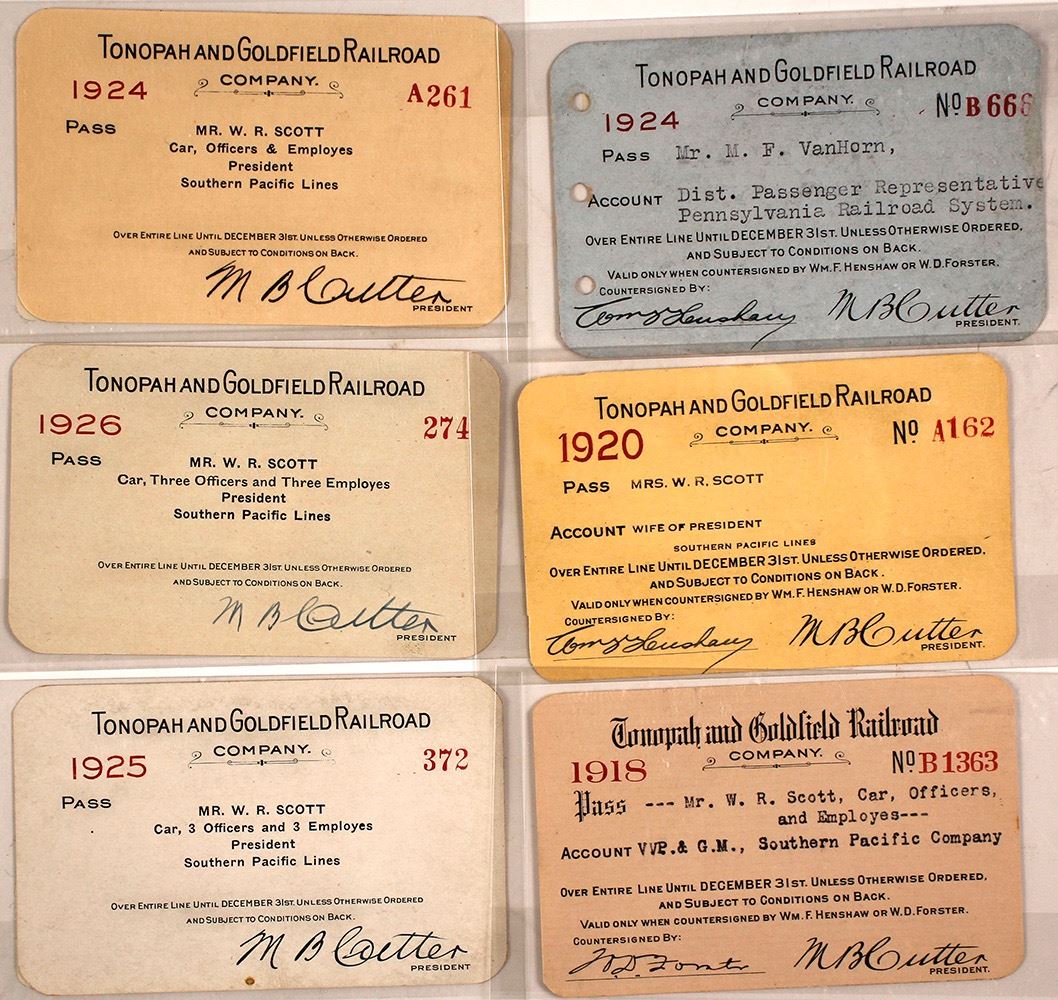 TONOPAH AND GOLDFIELD RAILROAD
COMPANY.
1924
A261
PASS
MR. W. R. SCOTT
Car, Officers & Employes
President
Southern Pacific Lines
OVER ENTIRE LINE UNTIL DECEMBER 31ST. UNLESS OTHERWISE ORDERED
AND SUBJECT TO CONDITIONS ON BACK.
M B Cutter
PRESIDENT
TONOPAH AND GOLDFIELD RAILROAD
COMPANY.
1924
No B 666
PASS Mr. M. F. VanHorn,
ACCOUNT Dist. Passenger Representative
Pennsylvania Railroad System.
OVER ENTIRE LINE UNTIL DECEMBER 31ST. UNLESS OTHERWISE ORDERED,
AND SUBJECT TO CONDITIONS ON BACK.
VALID ONLY WHEN COUNTERSIGNED BY WM. F. HENSHAW OR W. D. FORSTER.
COUNTERSIGNED BY:
Wm F Henshaw M B Cutter
PRESIDENT.
TONOPAH AND GOLDFIELD RAILROAD
COMPANY.
1926
274
PASS
MR. W. R. SCOTT
Car, Three Officers and Three Employes
President
Southern Pacific Lines
OVER ENTIRE LINE UNTIL DECEMBER 31ST. UNLESS OTHERWISE ORDERED
AND SUBJECT TO CONDITIONS ON BACK.
M B Cutter
PRESIDENT
TONOPAH AND GOLDFIELD RAILROAD
COMPANY.
1920
No A162
PASS MRS. W. R. SCOTT
ACCOUNT WIFE OF PRESIDENT
SOUTHERN PACIFIC LINES
OVER ENTIRE LINE UNTIL DECEMBER 31ST. UNLESS OTHERWISE ORDERED.
AND SUBJECT TO CONDITIONS ON BACK.
VALID ONLY WHEN COUNTERSIGNED BY WM. F. HENSHAW OR W. D. FORSTER.
COUNTERSIGNED BY:
Wm F Henshaw M B Cutter
PRESIDENT.
TONOPAH AND GOLDFIELD RAILROAD
COMPANY.
1925
372
PASS
MR. W. R. SCOTT
Car, 3 Officers and 3 Employes
President
Southern Pacific Lines
OVER ENTIRE LINE UNTIL DECEMBER 31ST. UNLESS OTHERWISE ORDERED
AND SUBJECT TO CONDITIONS ON BACK.
M B Cutter
PRESIDENT
Tonopah and Goldfield Railroad
COMPANY.
1918
No B1363
Pass --- Mr. W. R. Scott, Car, Officers,
and Employes---
ACCOUNT VVP.& G.M., Southern Pacific Company
OVER ENTIRE LINE UNTIL DECEMBER 31ST. UNLESS OTHERWISE ORDERED,
AND SUBJECT TO CONDITIONS ON BACK.
VALID ONLY WHEN COUNTERSIGNED BY WM. F. HENSHAW OR W. D. FORSTER.
COUNTERSIGNED BY:
W.D. Forster M B Cutter
PRESIDENT.